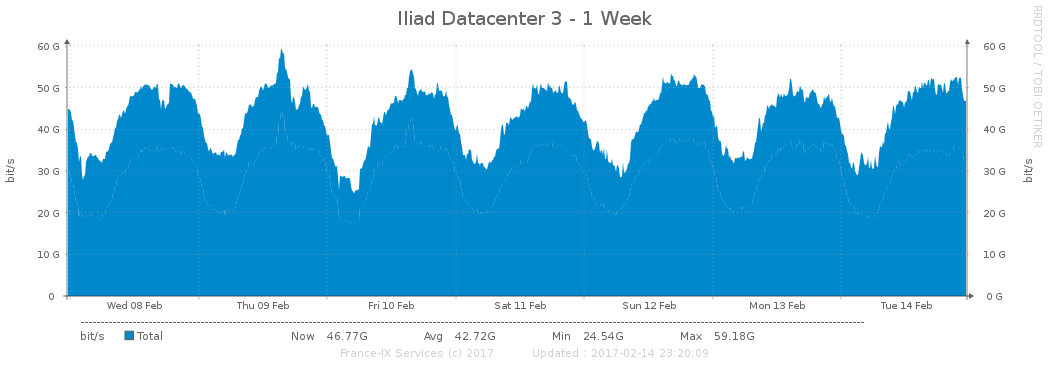 Iliad Datacenter 3 - 1 Week
RRDTOOL / TOBI OETIKER
60 G 60 G
50 G 50 G
40 G 40 G
30 G 30 G
20 G 20 G
10 G 10 G
0 0 G
bit/s bit/s
Wed 08 Feb Thu 09 Feb Fri 10 Feb Sat 11 Feb Sun 12 Feb Mon 13 Feb Tue 14 Feb
bit/s Total Now 46.77G Avg 42.72G Min 24.54G Max 59.18G
France-IX Services (c) 2017 Updated : 2017-02-14 23:20:09